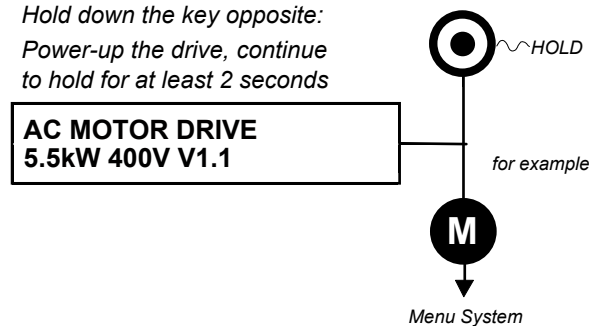 Hold down the key opposite:
Power-up the drive, continue
to hold for at least 2 seconds
HOLD
AC MOTOR DRIVE
5.5kW 400V V1.1
for example
M
Menu System